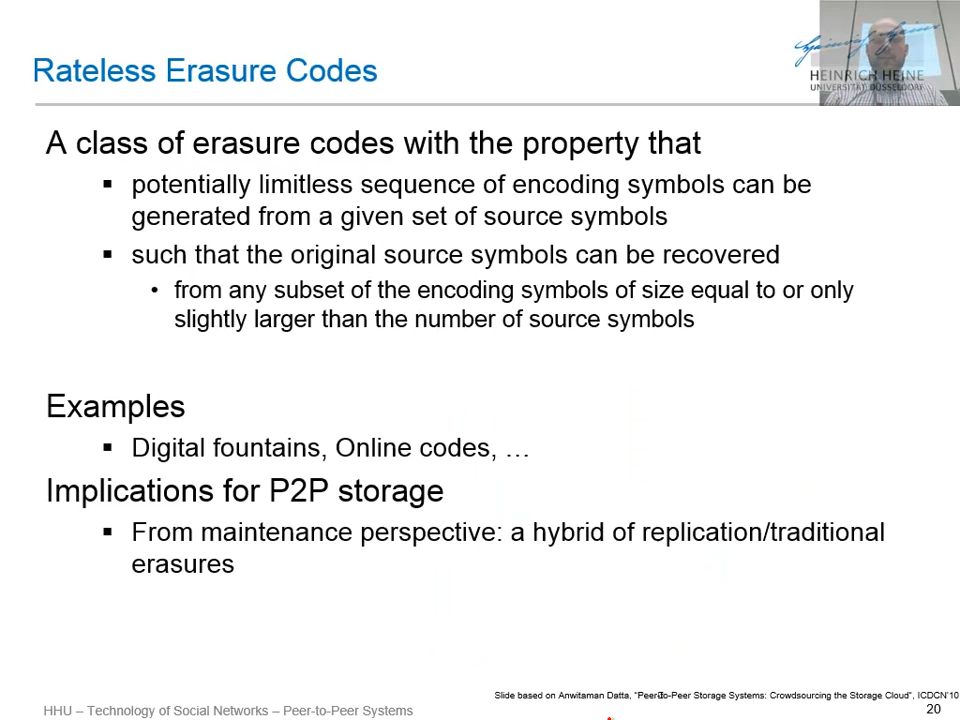 Rateless Erasure Codes
HEINRICH HEINE
UNIVERSITÄT DÜSSELDORF
A class of erasure codes with the property that
▪ potentially limitless sequence of encoding symbols can be
generated from a given set of source symbols
▪ such that the original source symbols can be recovered
• from any subset of the encoding symbols of size equal to or only
slightly larger than the number of source symbols
Examples
▪ Digital fountains, Online codes, …
Implications for P2P storage
▪ From maintenance perspective: a hybrid of replication/traditional
erasures
Slide based on Anwitaman Datta, "Peer-to-Peer Storage Systems: Crowdsourcing the Storage Cloud", ICDCN'10
HHU – Technology of Social Networks – Peer-to-Peer Systems
20